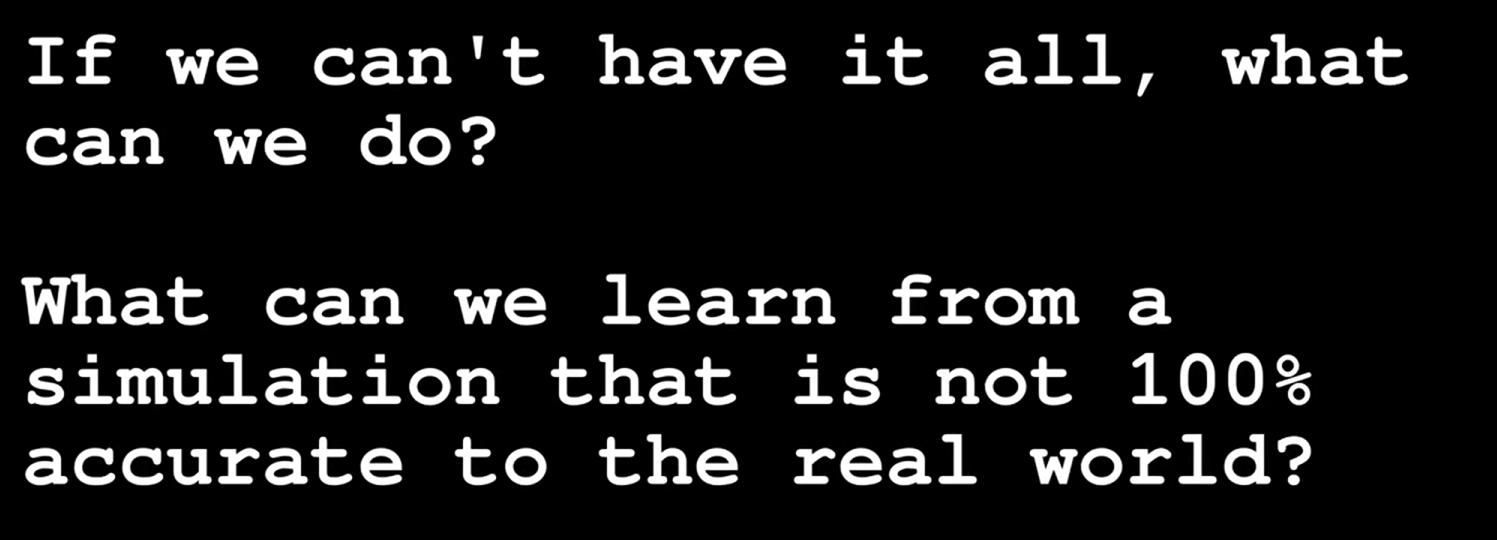 If we can't have it all, what
can we do?
What can we learn from a
simulation that is not 100%
accurate to the real world?